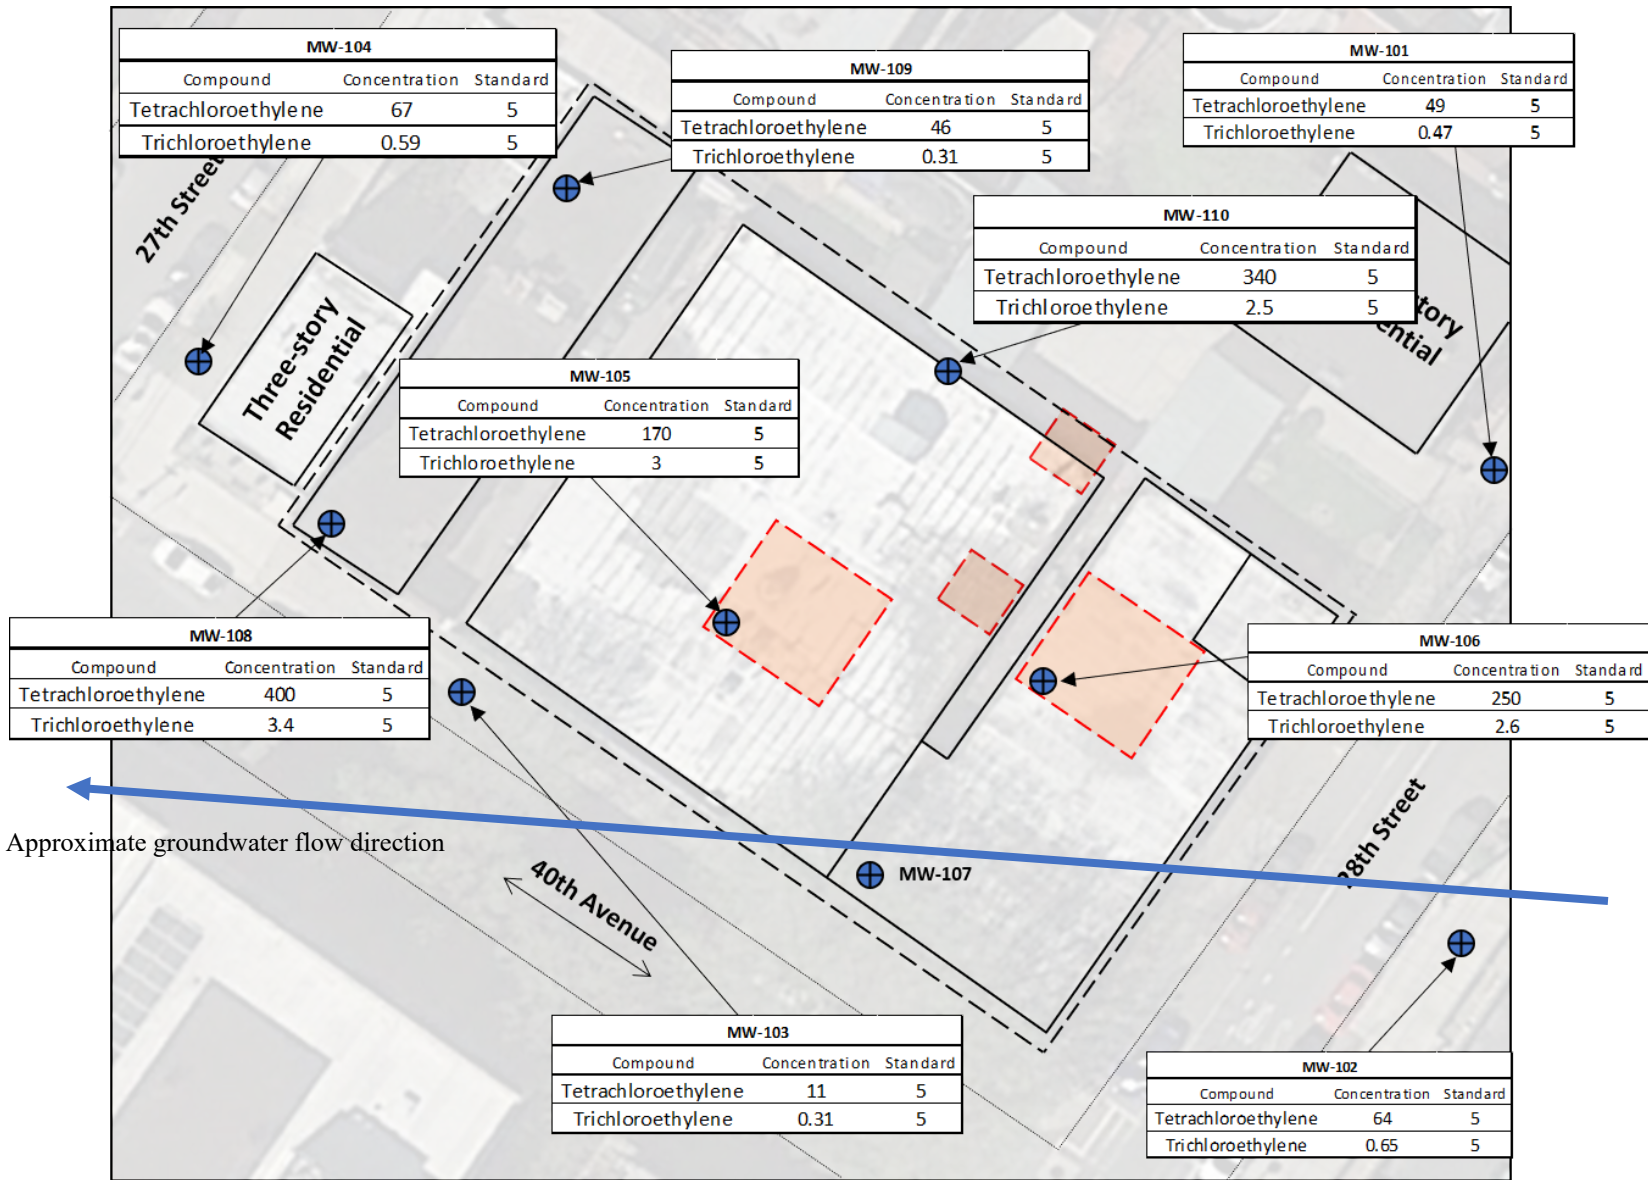 MW-104
Compound Concentration Standard
Tetrachloroethylene 67 5
Trichloroethylene 0.59 5
MW-109
Compound Concentration Standard
Tetrachloroethylene 46 5
Trichloroethylene 0.31 5
MW-101
Compound Concentration Standard
Tetrachloroethylene 49 5
Trichloroethylene 0.47 5
27th Street
MW-110
Compound Concentration Standard
Tetrachloroethylene 340 5
Trichloroethylene 2.5 5
Three-story
Residential
tory
ential
MW-105
Compound Concentration Standard
Tetrachloroethylene 170 5
Trichloroethylene 3 5
MW-108
Compound Concentration Standard
Tetrachloroethylene 400 5
Trichloroethylene 3.4 5
MW-106
Compound Concentration Standard
Tetrachloroethylene 250 5
Trichloroethylene 2.6 5
Approximate groundwater flow direction
28th Street
MW-107
40th Avenue
MW-103
Compound Concentration Standard
Tetrachloroethylene 11 5
Trichloroethylene 0.31 5
MW-102
Compound Concentration Standard
Tetrachloroethylene 64 5
Trichloroethylene 0.65 5